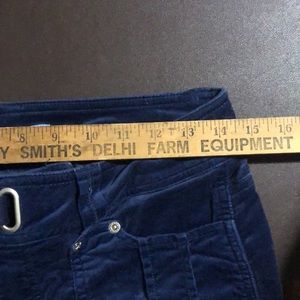 8 9 10 11 12 13 14 15 16
Y SMITH'S DELHI FARM EQUIPMENT